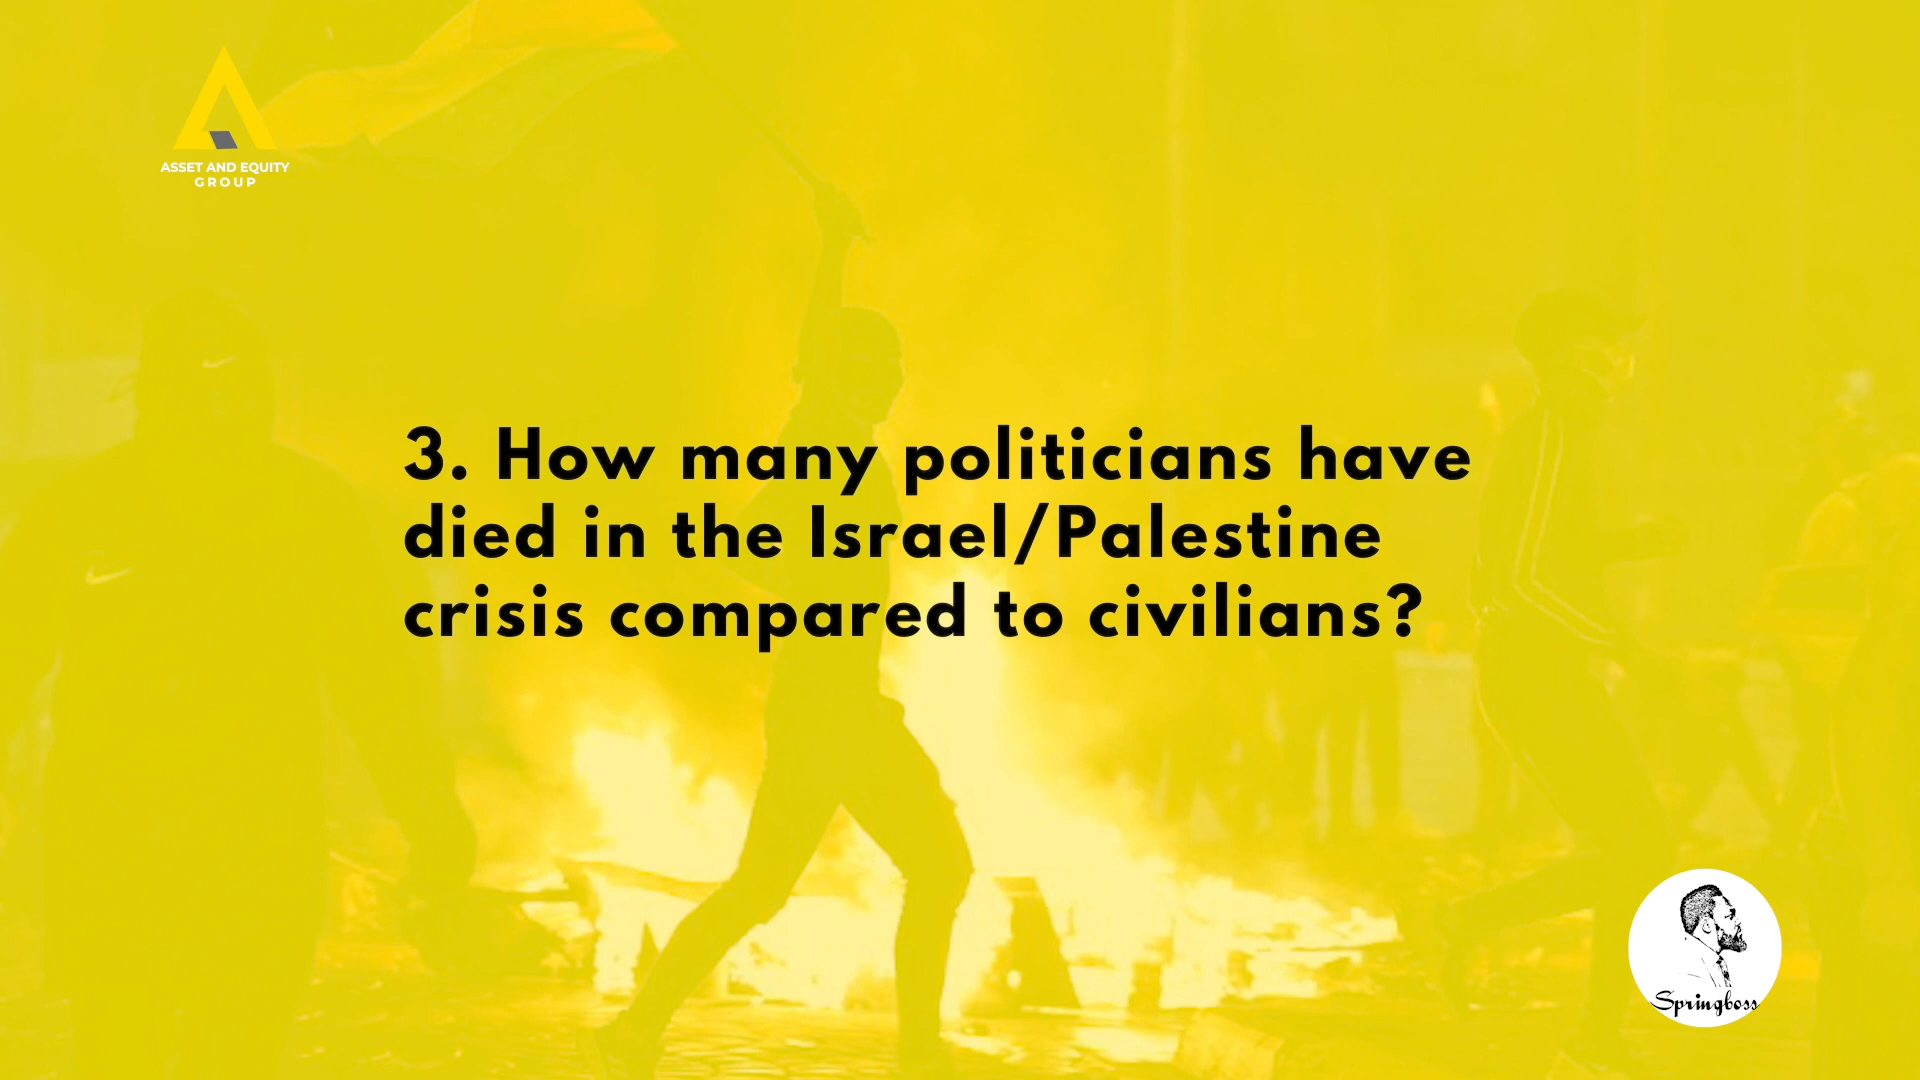 ASSET AND EQUITY
GROUP
3. How many politicians have
died in the Israel/Palestine
crisis compared to civilians?
Springboss